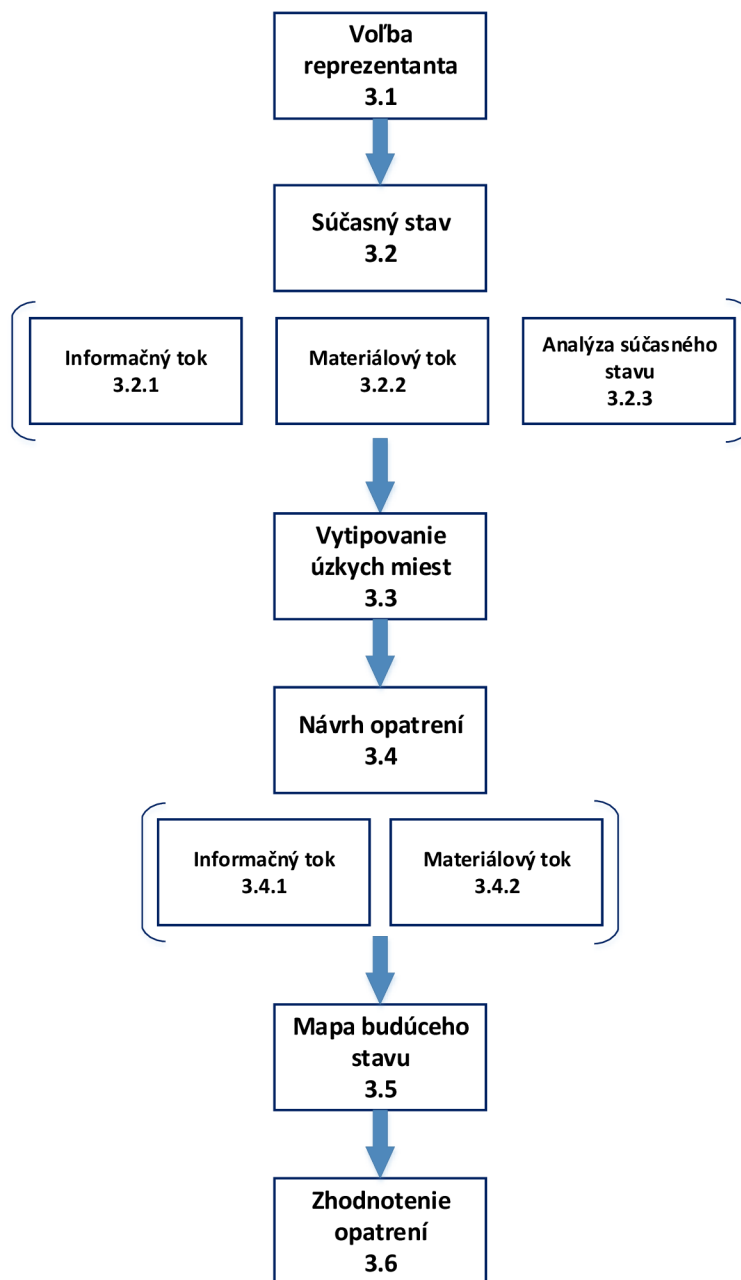 Voľba
reprezentanta
3.1
Súčasný stav
3.2
Informačný tok
3.2.1
Materiálový tok
3.2.2
Analýza súčasného
stavu
3.2.3
Vytipovanie
úzkych miest
3.3
Návrh opatrení
3.4
Informačný tok
3.4.1
Materiálový tok
3.4.2
Mapa budúceho
stavu
3.5
Zhodnotenie
opatrení
3.6